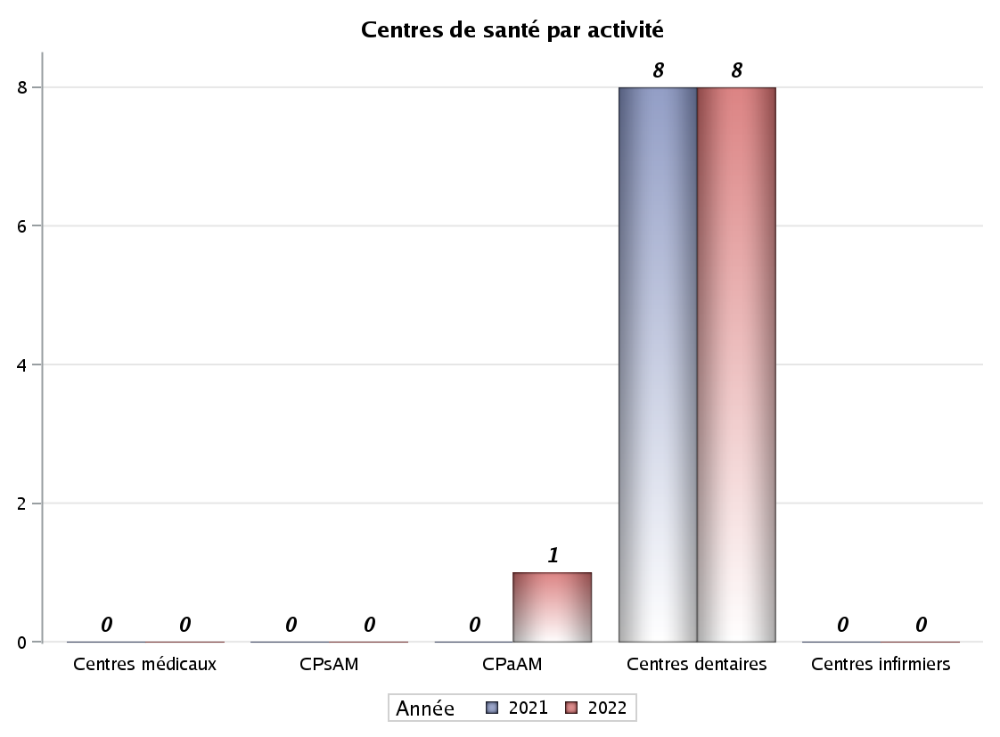 Centres de santé par activité
8 8
8
6
4
2
1
0 0 0 0 0 0 0
0
Centres médicaux CPsAM CPaAM Centres dentaires Centres infirmiers
Année 2021 2022